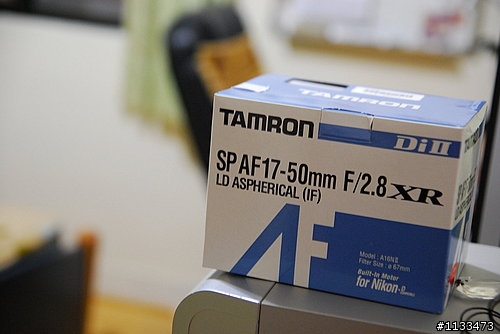 TAMRON
TAMRON
Di II
SP AF17-50mm F/2.8 XR
LD ASPHERICAL (IF)
AF
Model : A16N II
Filter Size : ø 67mm
Built-In Motor
for Nikon-D
#1133473